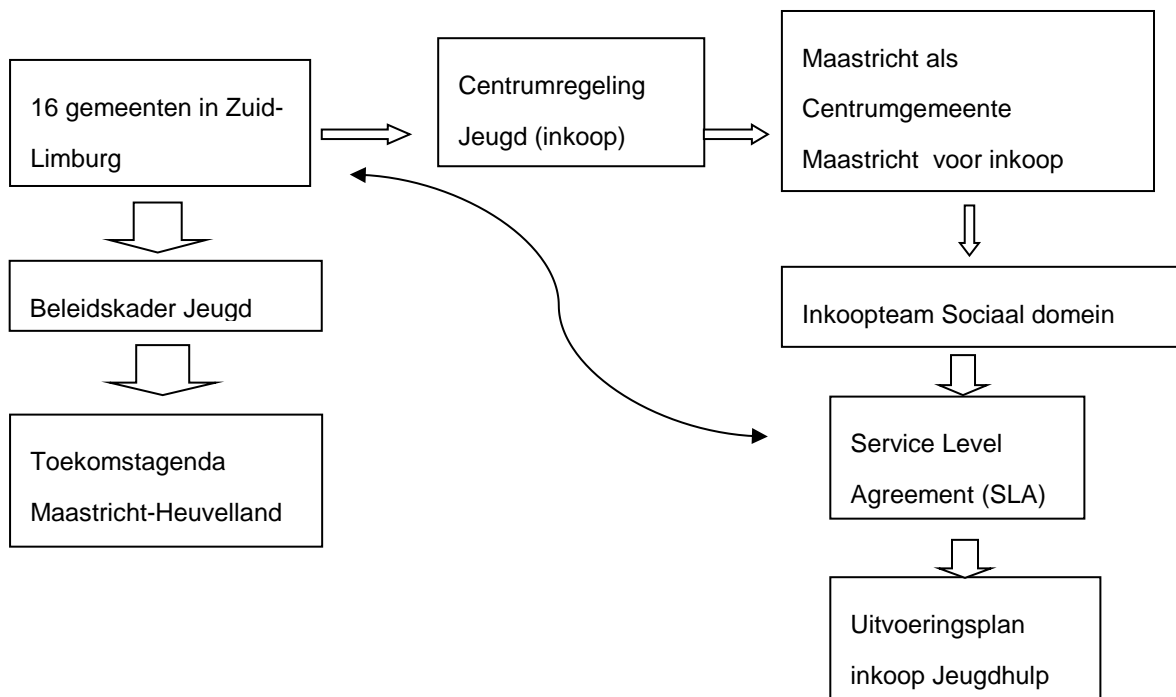 16 gemeenten in Zuid-
Limburg
Centrumregeling
Jeugd (inkoop)
Maastricht als
Centrumgemeente
Maastricht voor inkoop
Beleidskader Jeugd
Inkoopteam Sociaal domein
Toekomstagenda
Maastricht-Heuvelland
Service Level
Agreement (SLA)
Uitvoeringsplan
inkoop Jeugdhulp